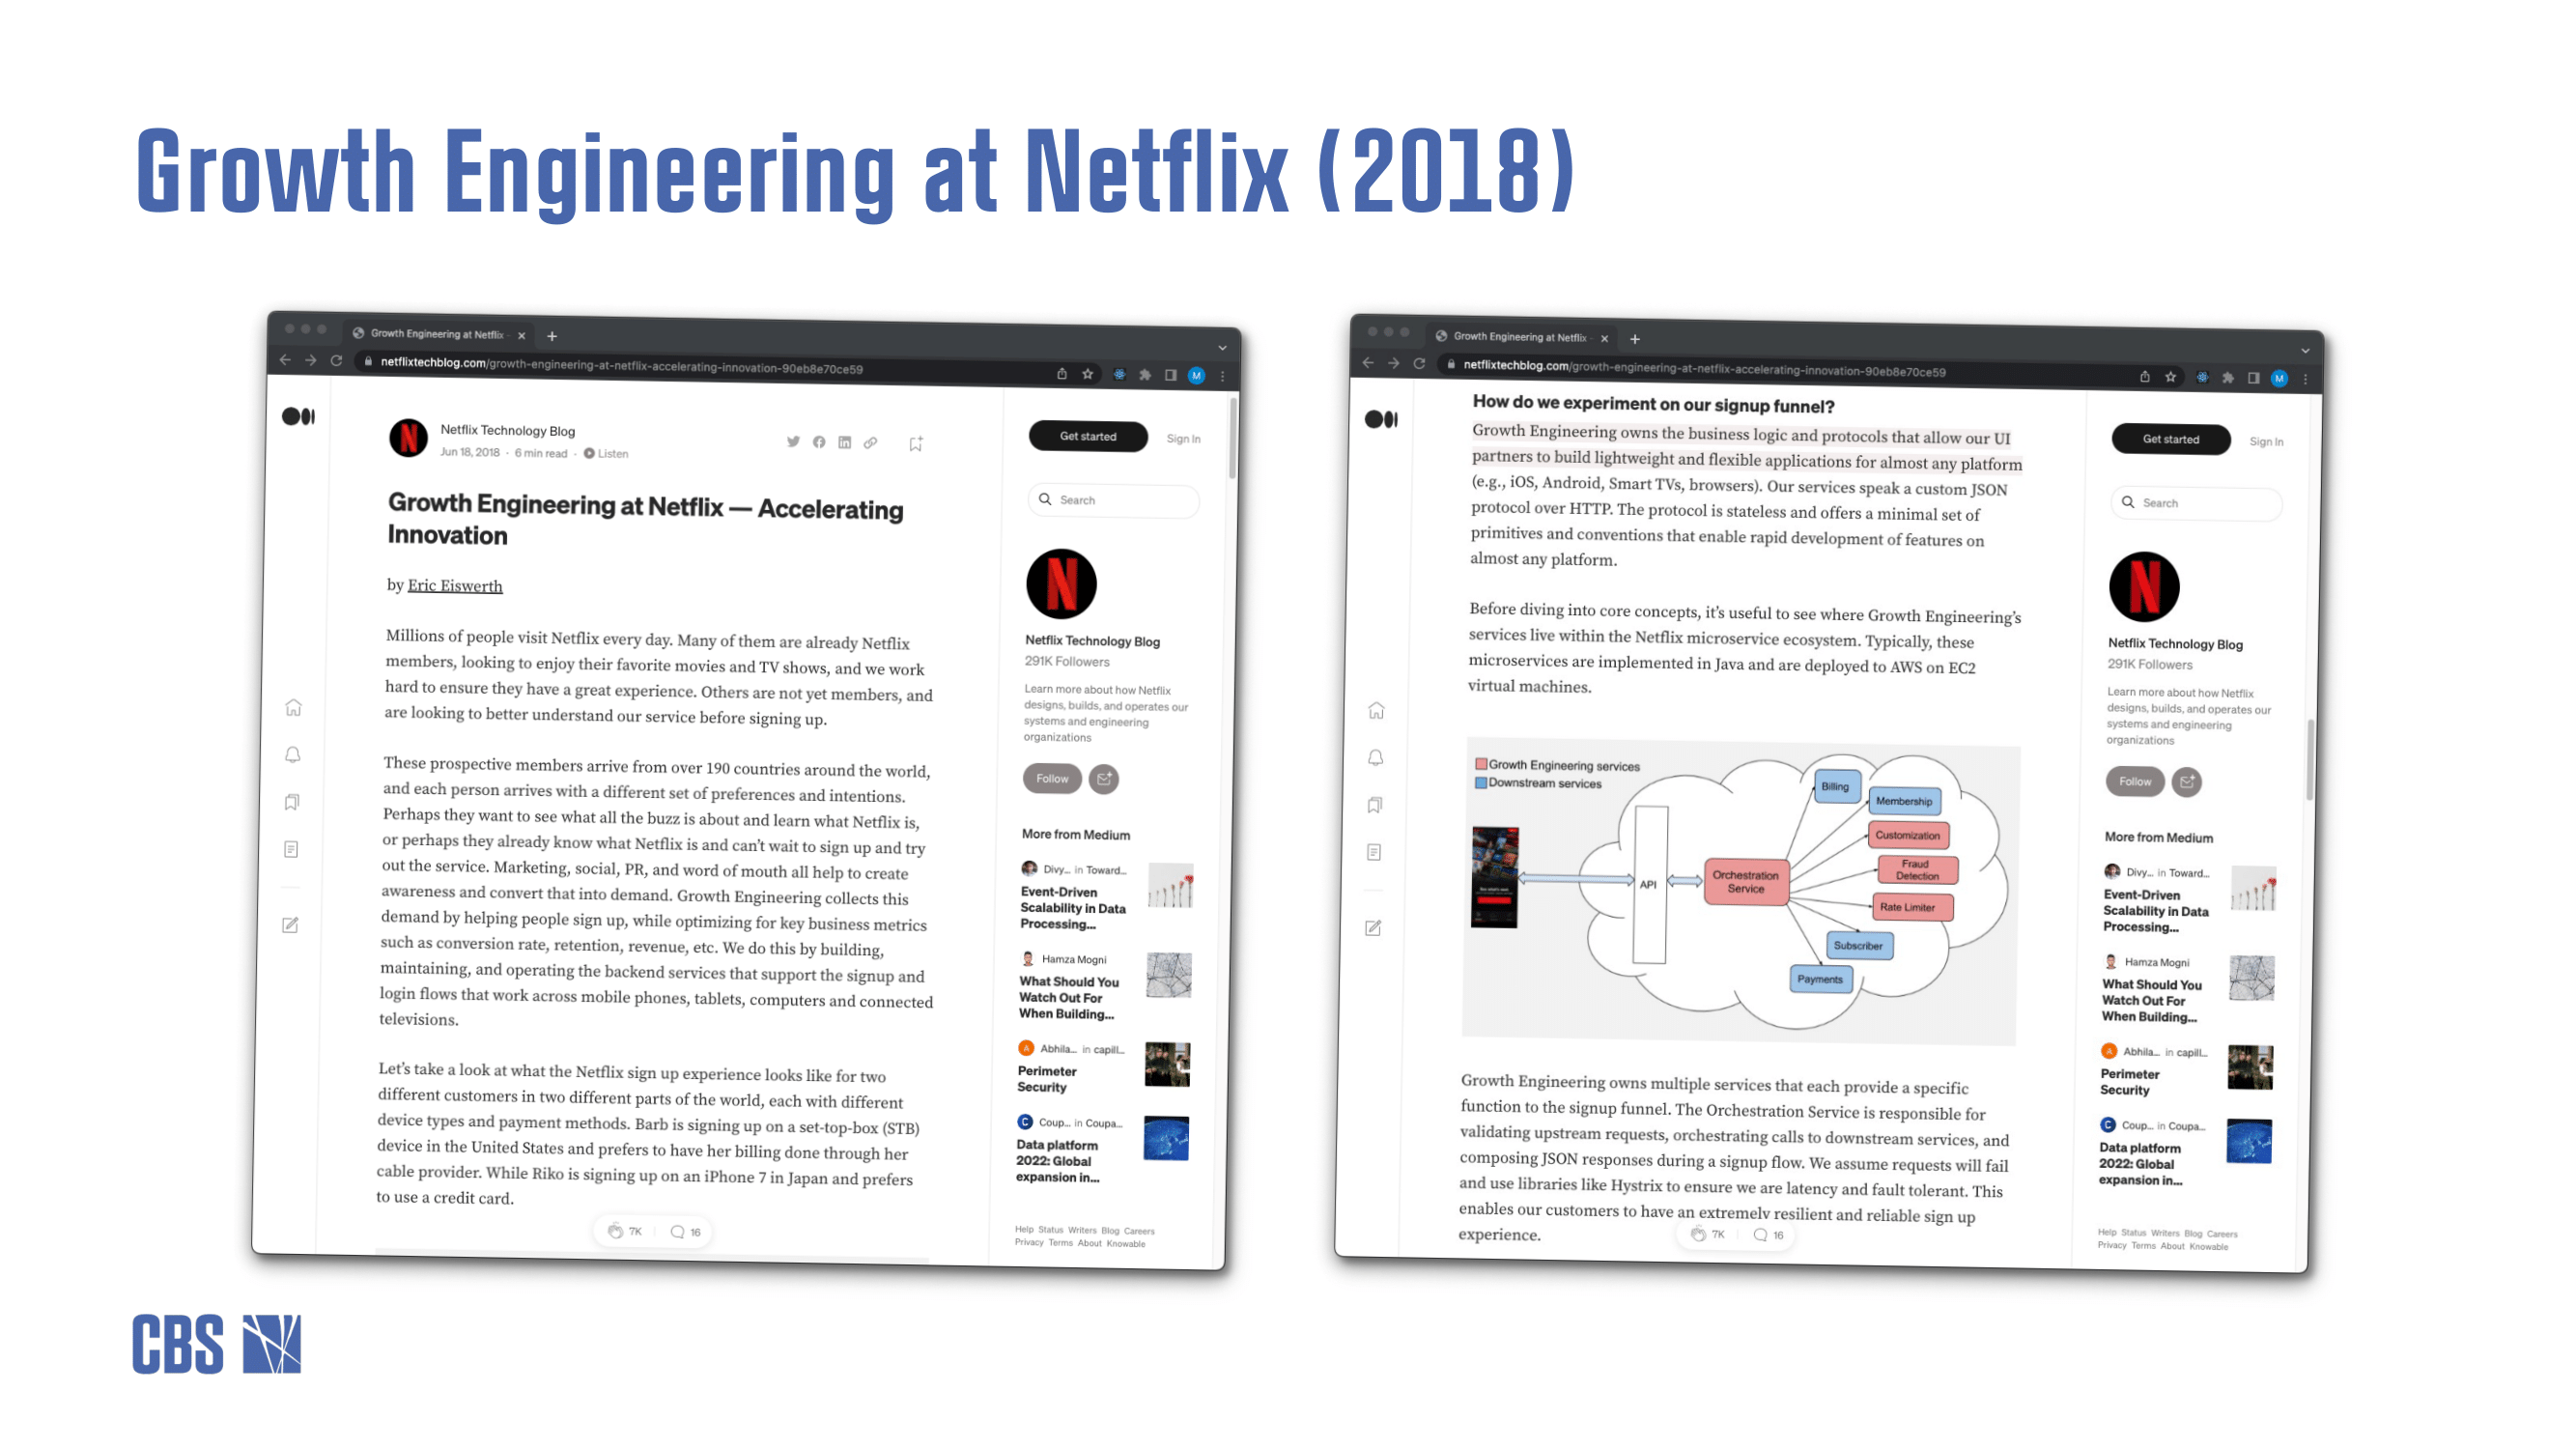 Growth Engineering at Netflix (2018)
Growth Engineering at Netflix -
netflixtechblog.com/growth-engineering-at-netflix-accelerating-innovation-90eb8e70ce59
M
Netflix Technology Blog
Jun 18, 2018 · 6 min read · Listen
Growth Engineering at Netflix — Accelerating
Innovation
by Eric Eiswerth
Millions of people visit Netflix every day. Many of them are already Netflix
members, looking to enjoy their favorite movies and TV shows, and we work
hard to ensure they have a great experience. Others are not yet members, and
are looking to better understand our service before signing up.
These prospective members arrive from over 190 countries around the world,
and each person arrives with a different set of preferences and intentions.
Perhaps they want to see what all the buzz is about and learn what Netflix is,
or perhaps they already know what Netflix is and can't wait to sign up and try
out the service. Marketing, social, PR, and word of mouth all help to create
awareness and convert that into demand. Growth Engineering collects this
demand by helping people sign up, while optimizing for key business metrics
such as conversion rate, retention, revenue, etc. We do this by building,
maintaining, and operating the backend services that support the signup and
login flows that work across mobile phones, tablets, computers and connected
televisions.
Let's take a look at what the Netflix sign up experience looks like for two
different customers in two different parts of the world, each with different
device types and payment methods. Barb is signing up on a set-top-box (STB)
device in the United States and prefers to have her billing done through her
cable provider. While Riko is signing up on an iPhone 7 in Japan and prefers
to use a credit card.
7K 16
Get started Sign In
Search
N
Netflix Technology Blog
291K Followers
Learn more about how Netflix
designs, builds, and operates our
systems and engineering
organizations
Follow
More from Medium
Divy... in Toward...
Event-Driven
Scalability in Data
Processing...
Hamza Mogni
What Should You
Watch Out For
When Building...
A Abhila... in capill...
Perimeter
Security
C Coup... in Coupa...
Data platform
2022: Global
expansion in...
Help Status Writers Blog Careers
Privacy Terms About Knowable
Growth Engineering at Netflix -
netflixtechblog.com/growth-engineering-at-netflix-accelerating-innovation-90eb8e70ce59
M
How do we experiment on our signup funnel?
Growth Engineering owns the business logic and protocols that allow our UI
partners to build lightweight and flexible applications for almost any platform
(e.g., iOS, Android, Smart TVs, browsers). Our services speak a custom JSON
protocol over HTTP. The protocol is stateless and offers a minimal set of
primitives and conventions that enable rapid development of features on
almost any platform.
Before diving into core concepts, it's useful to see where Growth Engineering's
services live within the Netflix microservice ecosystem. Typically, these
microservices are implemented in Java and are deployed to AWS on EC2
virtual machines.
Growth Engineering services
Downstream services
API
Orchestration
Service
Billing
Membership
Customization
Fraud
Detection
Rate Limiter
Subscriber
Payments
Growth Engineering owns multiple services that each provide a specific
function to the signup funnel. The Orchestration Service is responsible for
validating upstream requests, orchestrating calls to downstream services, and
composing JSON responses during a signup flow. We assume requests will fail
and use libraries like Hystrix to ensure we are latency and fault tolerant. This
enables our customers to have an extremely resilient and reliable sign up
experience.
7K 16
Get started Sign In
Search
N
Netflix Technology Blog
291K Followers
Learn more about how Netflix
designs, builds, and operates our
systems and engineering
organizations
Follow
More from Medium
Divy... in Toward...
Event-Driven
Scalability in Data
Processing...
Hamza Mogni
What Should You
Watch Out For
When Building...
A Abhila... in capill...
Perimeter
Security
C Coup... in Coupa...
Data platform
2022: Global
expansion in...
Help Status Writers Blog Careers
Privacy Terms About Knowable
CBS